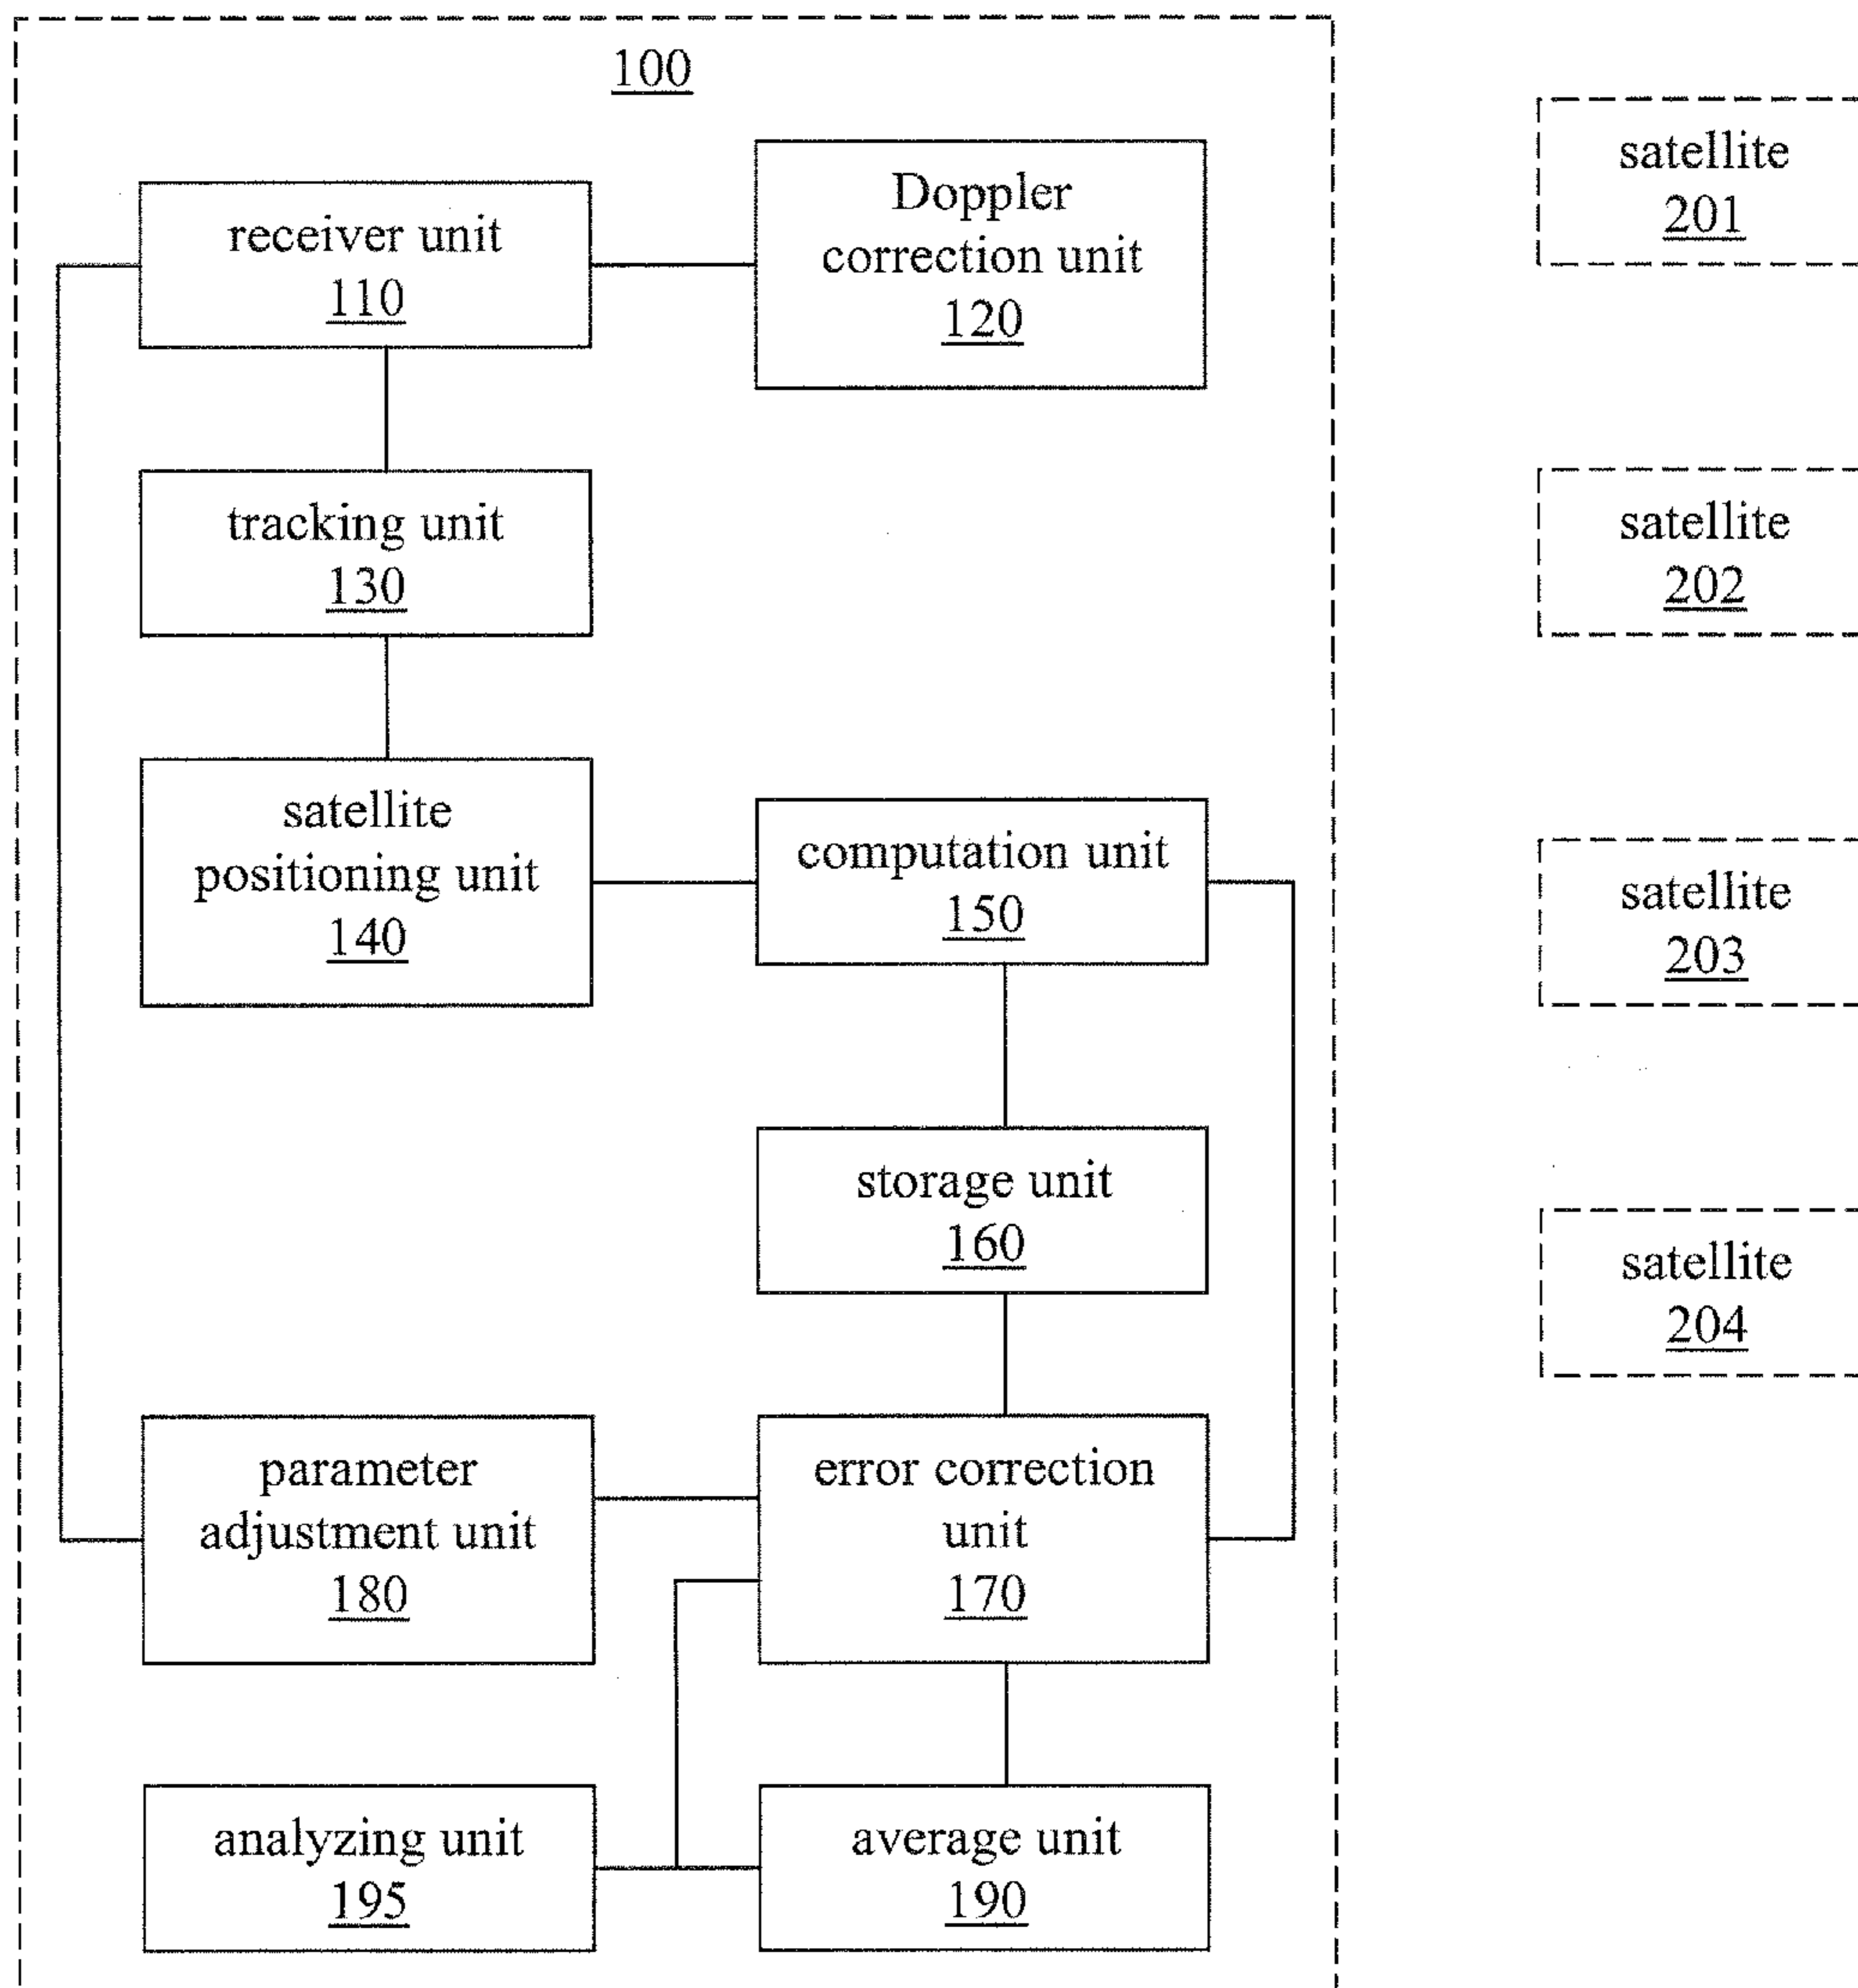 100
receiver unit
110
Doppler
correction unit
120
tracking unit
130
satellite
positioning unit
140
computation unit
150
storage unit
160
parameter
adjustment unit
180
error correction
unit
170
analyzing unit
195
average unit
190
satellite
201
satellite
202
satellite
203
satellite
204